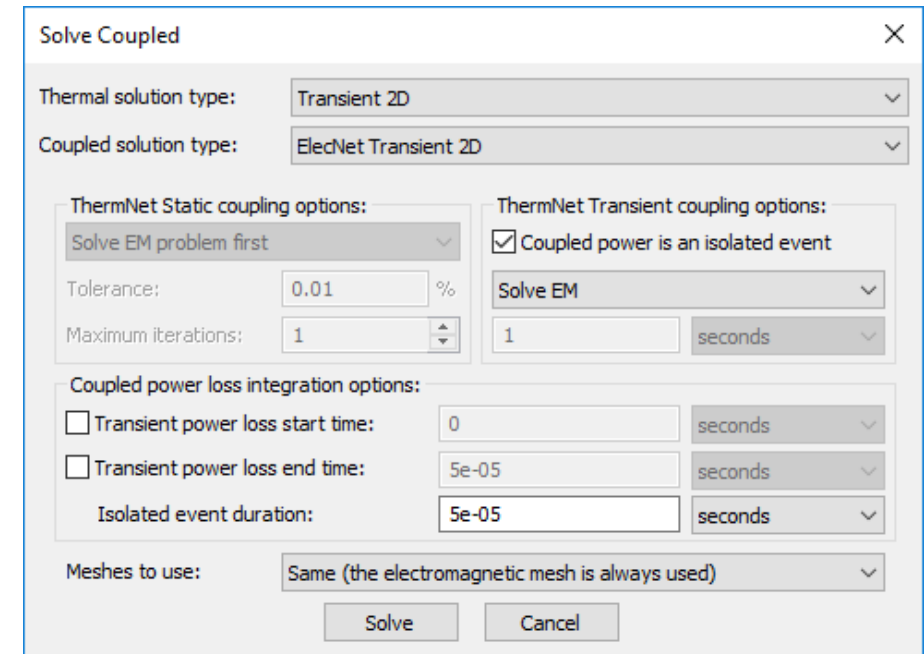 Solve Coupled
Thermal solution type: Transient 2D
Coupled solution type: ElecNet Transient 2D
ThermNet Static coupling options:
Solve EM problem first
Tolerance: 0.01 %
Maximum iterations: 1
ThermNet Transient coupling options:
Coupled power is an isolated event
Solve EM
1 seconds
Coupled power loss integration options:
Transient power loss start time: 0 seconds
Transient power loss end time: 5e-05 seconds
Isolated event duration: 5e-05 seconds
Meshes to use: Same (the electromagnetic mesh is always used)
Solve Cancel